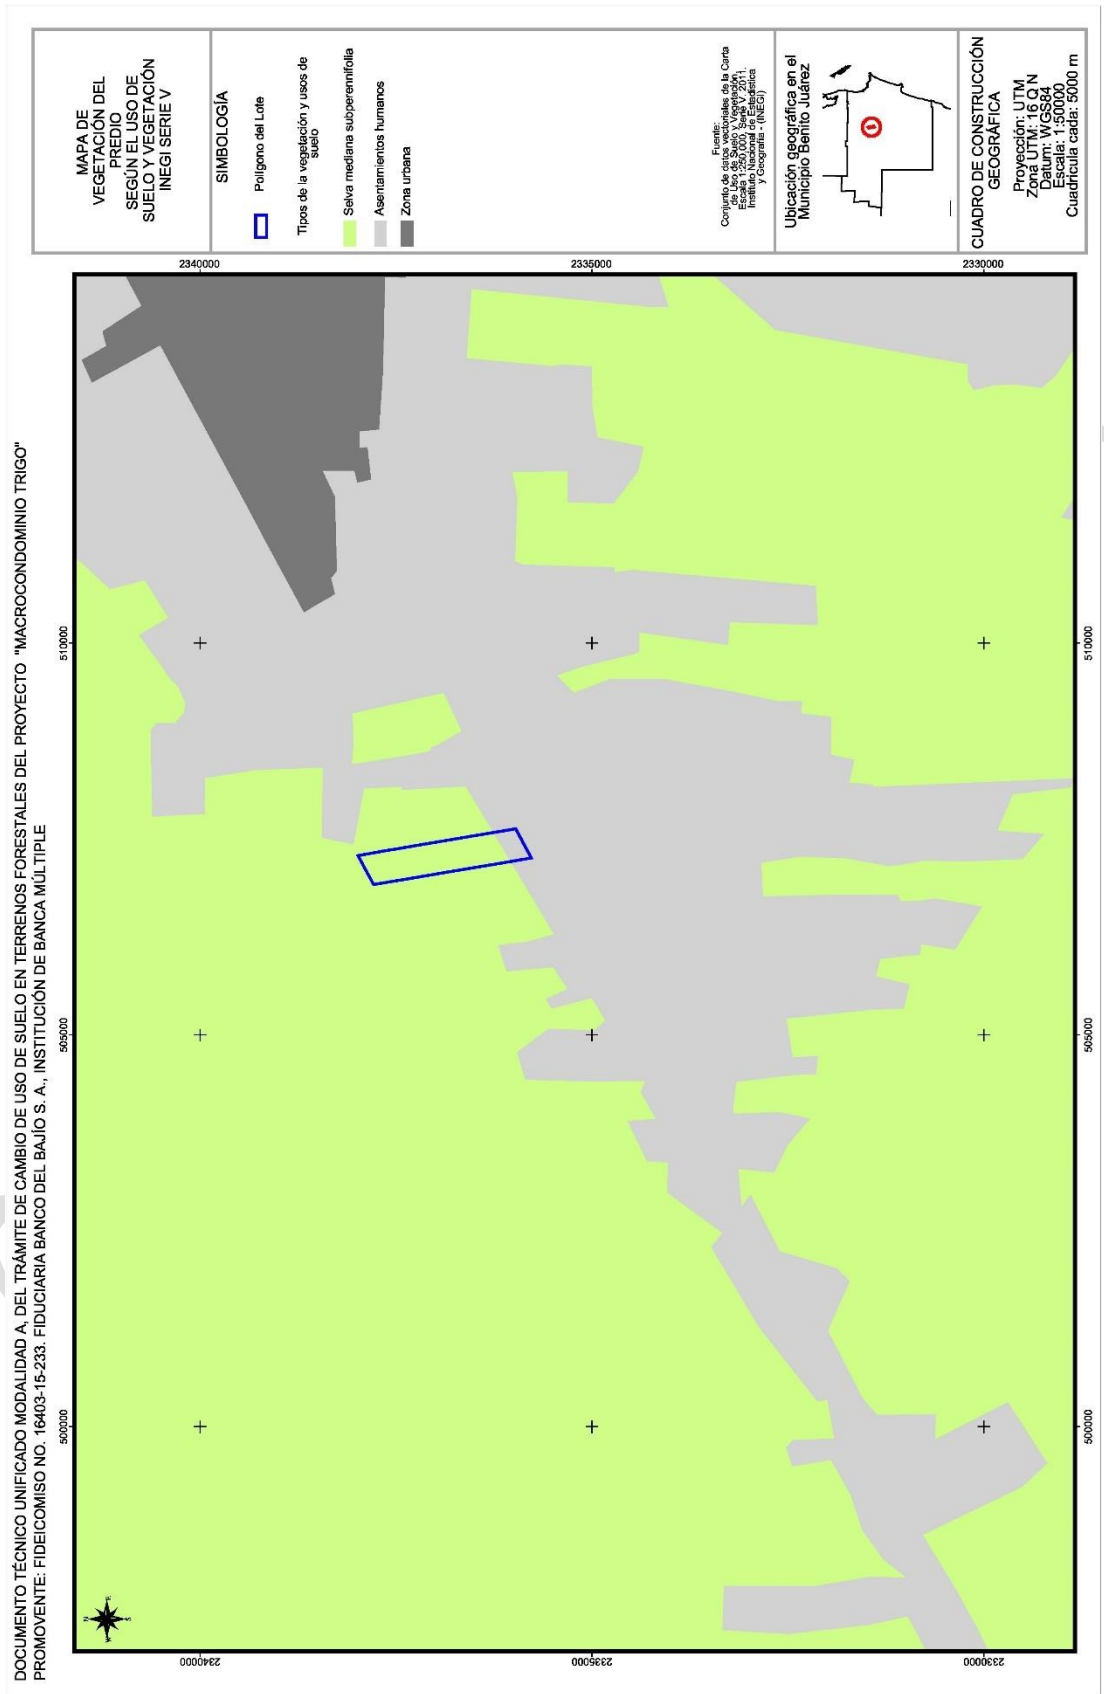 DOCUMENTO TÉCNICO UNIFICADO MODALIDAD A, DEL TRÁMITE DE CAMBIO DE USO DE SUELO EN TERRENOS FORESTALES DEL PROYECTO "MACROCONDOMINIO TRIGO"
PROMOVENTE: FIDEICOMISO NO. 16403-15-233. FIDUCIARIA BANCO DEL BAJÍO S. A., INSTITUCIÓN DE BANCA MÚLTIPLE
500000
505000
510000
N
W
E
S
2340000
2335000
2330000
2340000
2335000
2330000
500000
505000
510000
MAPA DE
VEGETACIÓN DEL
PREDIO
SEGÚN EL USO DE
SUELO Y VEGETACIÓN
INEGI SERIE V
SIMBOLOGÍA
Polígono del Lote
Tipos de la vegetación y usos de
suelo
Selva mediana subperennifolia
Asentamientos humanos
Zona urbana
Fuente:
Conjunto de datos vectoriales de la Carta
de Uso de Suelo y Vegetación,
Escala 1:250,000, Serie V. 2011.
Instituto Nacional de Estadística
y Geografía - (INEGI)
Ubicación geográfica en el
Municipio Benito Juárez
CUADRO DE CONSTRUCCIÓN
GEOGRÁFICA
Proyección: UTM
Zona UTM: 16 Q N
Datum: WGS84
Escala: 1:50000
Cuadrícula cada: 5000 m